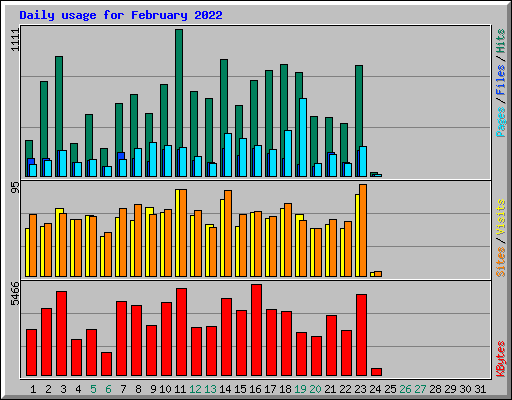 Daily usage for February 2022
1111
Pages / Files / Hits
95
Sites / Visits
5466
KBytes
1 2 3 4 5 6 7 8 9 10 11 12 13 14 15 16 17 18 19 20 21 22 23 24 25 26 27 28 29 30 31